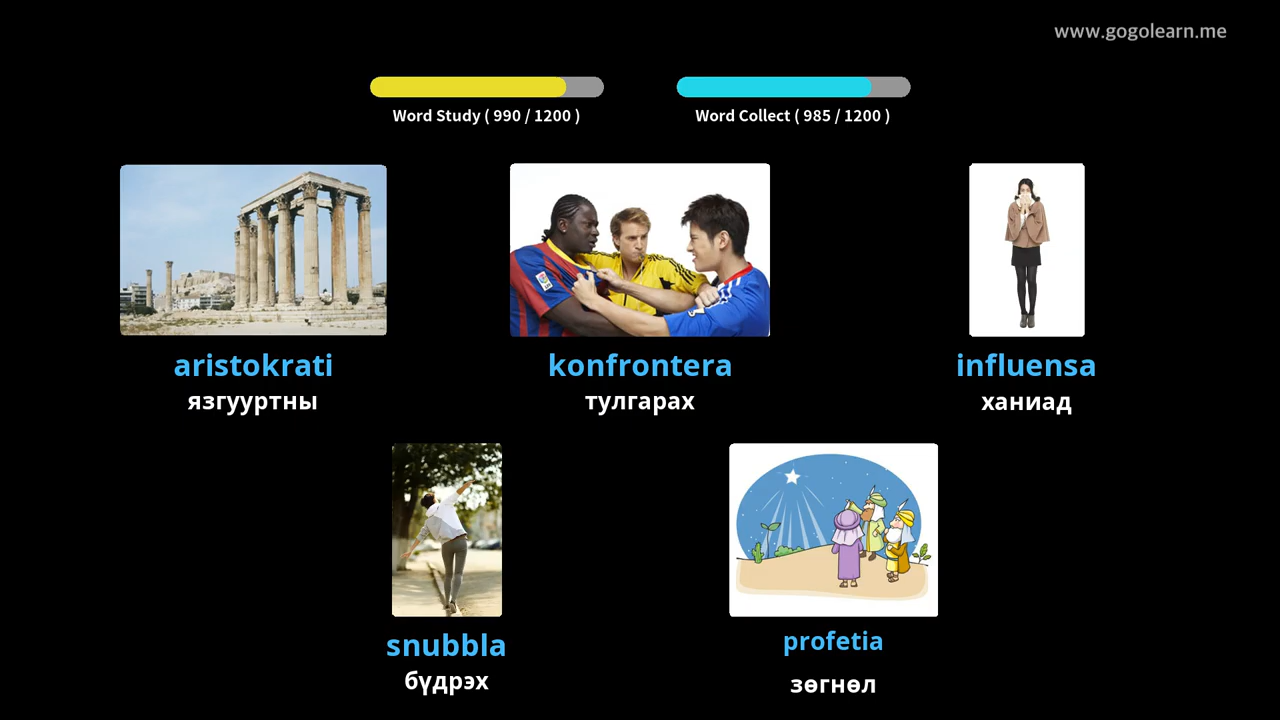 www.gogolearn.me
Word Study ( 990 / 1200 )
Word Collect ( 985 / 1200 )
aristokrati
язгууртны
konfrontera
тулгарах
influensa
ханиад
snubbla
бүдрэх
profetia
зөгнөл